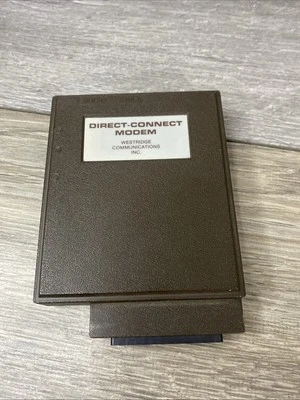 DIRECT-CONNECT
MODEM
WESTRIDGE
COMMUNICATIONS
INC.